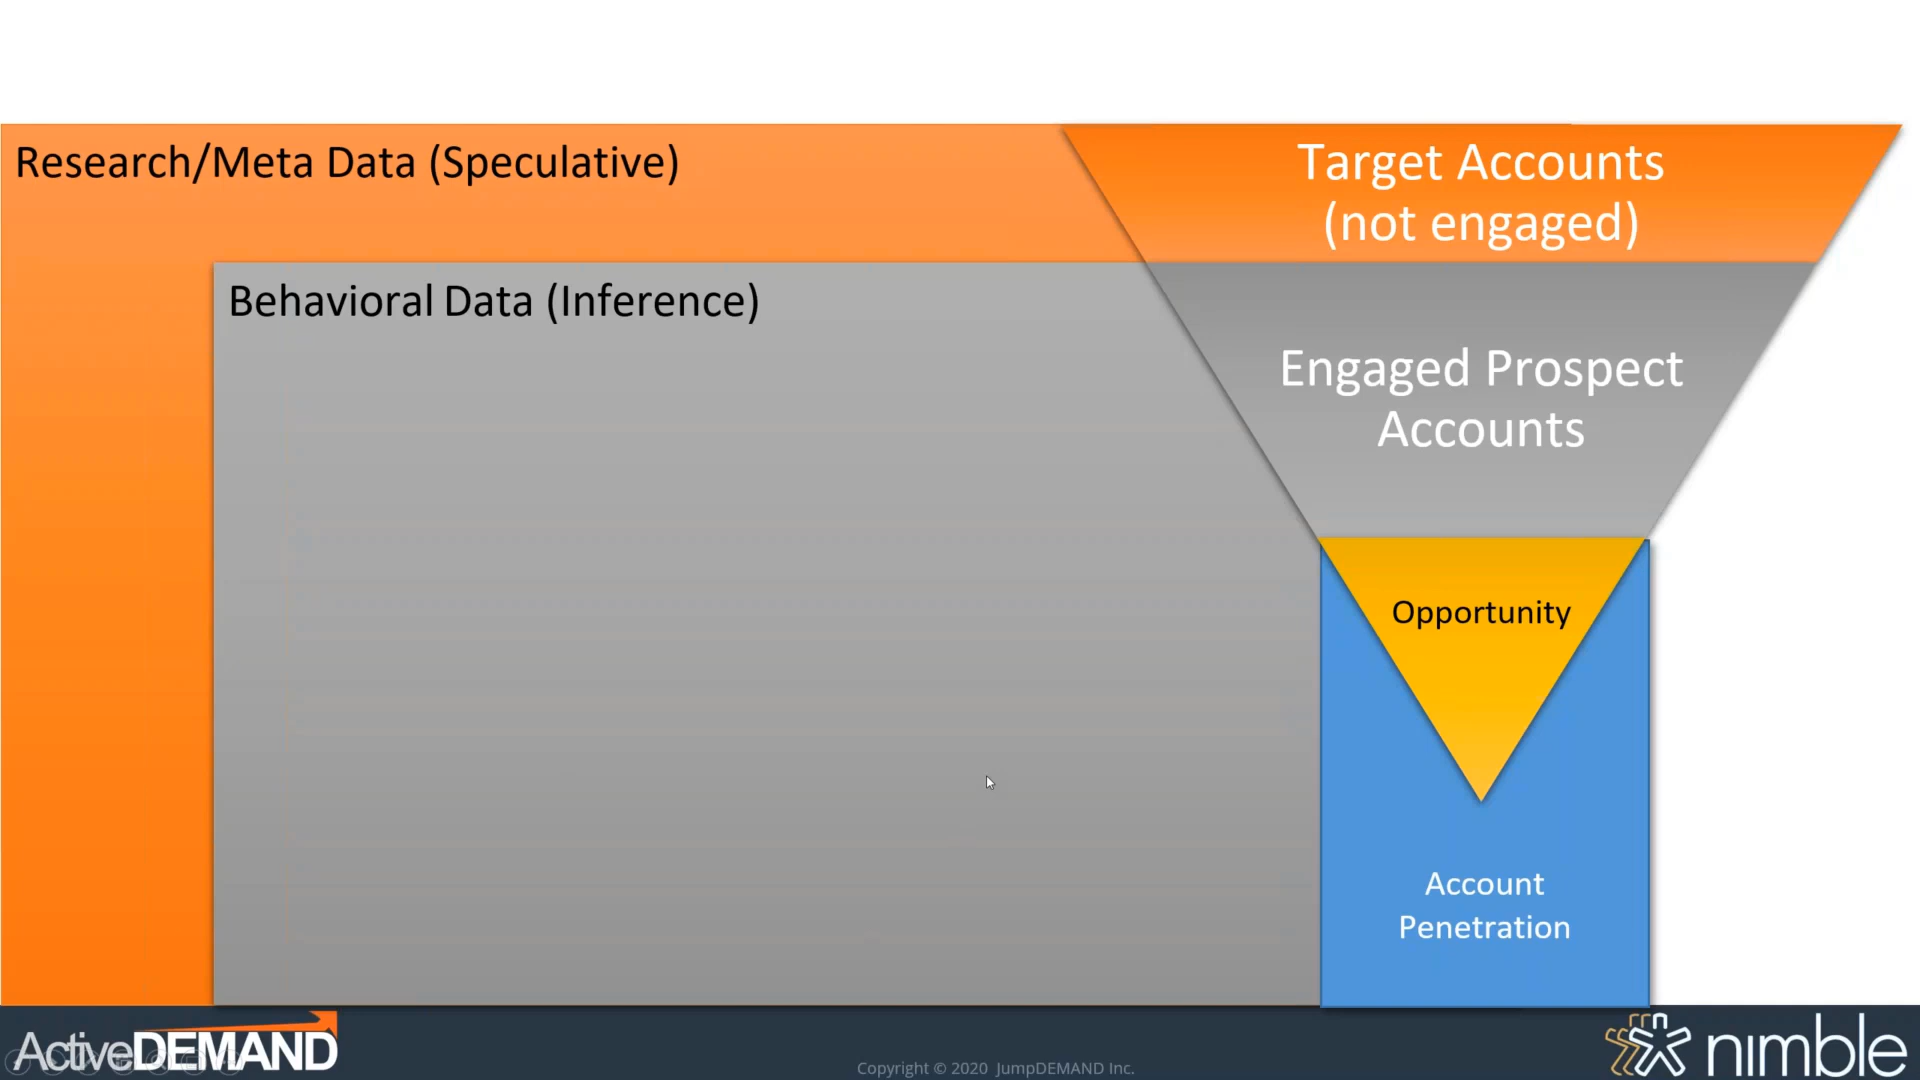 Research/Meta Data (Speculative)
Target Accounts
(not engaged)
Behavioral Data (Inference)
Engaged Prospect
Accounts
Opportunity
Account
Penetration
ActiveDEMAND
Copyright © 2020 JumpDEMAND Inc.
nimble